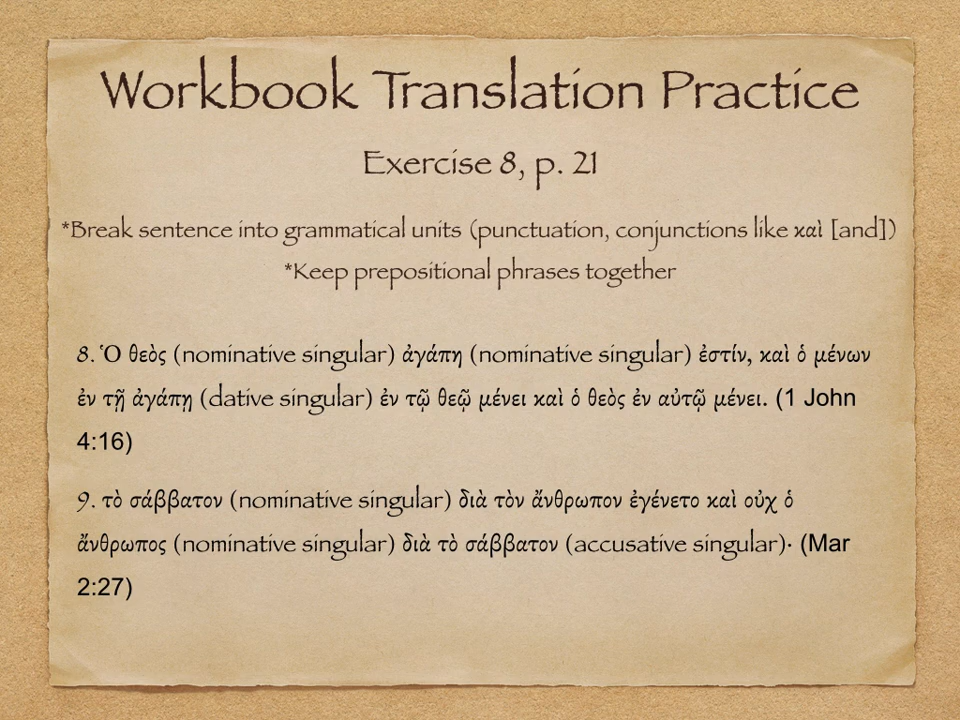 Workbook Translation Practice
Exercise 8, p. 21
*Break sentence into grammatical units (punctuation, conjunctions like καὶ [and])
*Keep prepositional phrases together
8. Ὁ θεὸς (nominative singular) ἀγάπη (nominative singular) ἐστίν, καὶ ὁ μένων
ἐν τῇ ἀγάπῃ (dative singular) ἐν τῷ θεῷ μένει καὶ ὁ θεὸς ἐν αὐτῷ μένει. (1 John
4:16)
9. τὸ σάββατον (nominative singular) διὰ τὸν ἄνθρωπον ἐγένετο καὶ οὐχ ὁ
ἄνθρωπος (nominative singular) διὰ τὸ σάββατον (accusative singular)· (Mar
2:27)